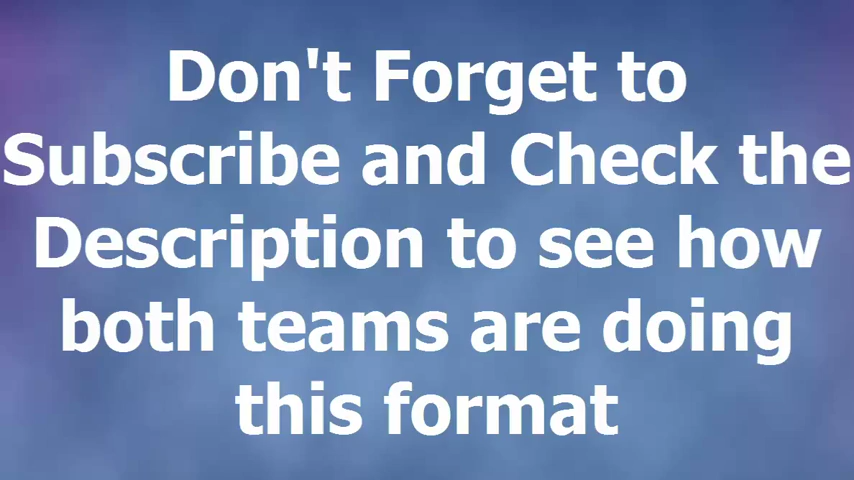 Don't Forget to
Subscribe and Check the
Description to see how
both teams are doing
this format